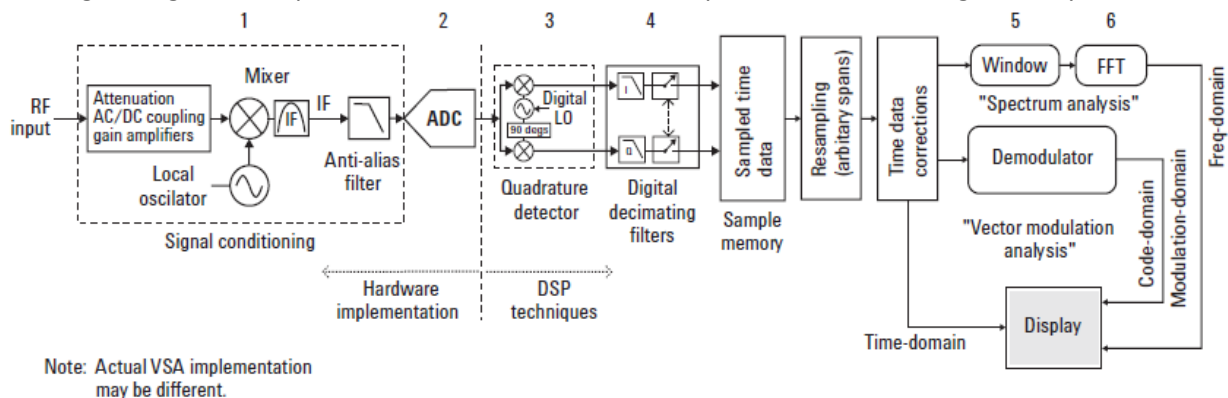 1
2
3
4
5
6
RF
input
Attenuation
AC/DC coupling
gain amplifiers
Mixer
IF
IF
Local
oscilator
Anti-alias
filter
Signal conditioning
ADC
Digital
LO
90 degs
Quadrature
detector
I
Q
Digital
decimating
filters
Sampled time
data
Sample
memory
Resampling
(arbitary spans)
Time data
corrections
Window
FFT
"Spectrum analysis"
Demodulator
"Vector modulation
analysis"
Freq-domain
Code-domain
Modulation-domain
Time-domain
Display
Hardware
implementation
DSP
techniques
Note: Actual VSA implementation
may be different.